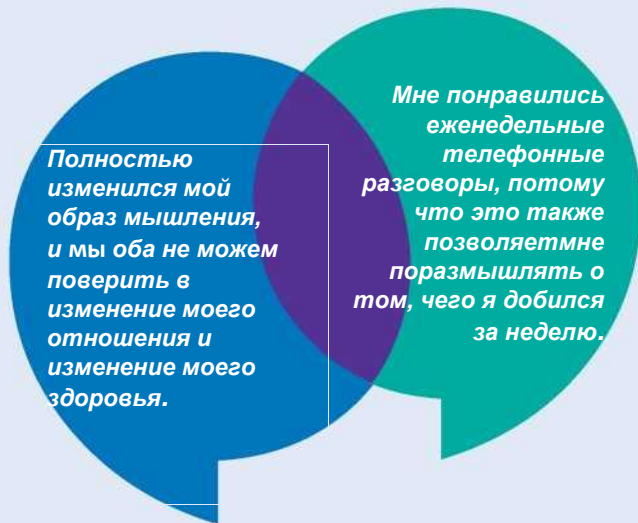 Полностью
изменился мой
образ мышления,
и мы оба не можем
поверить в
изменение моего
отношения и
изменение моего
здоровья.
Мне понравились
еженедельные
телефонные
разговоры, потому
что это также
позволяетмне
поразмышлять о
том, чего я добился
за неделю.